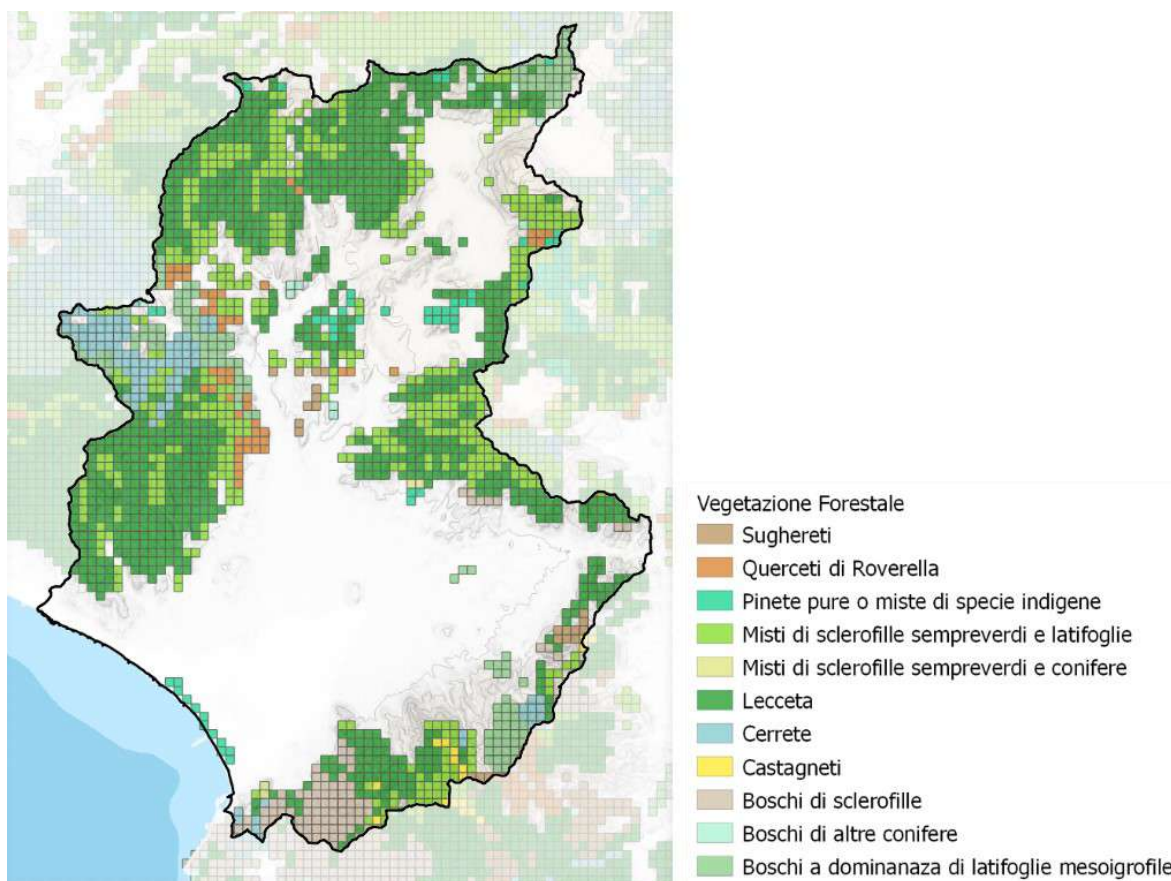 Vegetazione Forestale
Sughereti
Querceti di Roverella
Pinete pure o miste di specie indigene
Misti di sclerofille sempreverdi e latifoglie
Misti di sclerofille sempreverdi e conifere
Lecceta
Cerrete
Castagneti
Boschi di sclerofille
Boschi di altre conifere
Boschi a dominanaza di latifoglie mesoigrofile